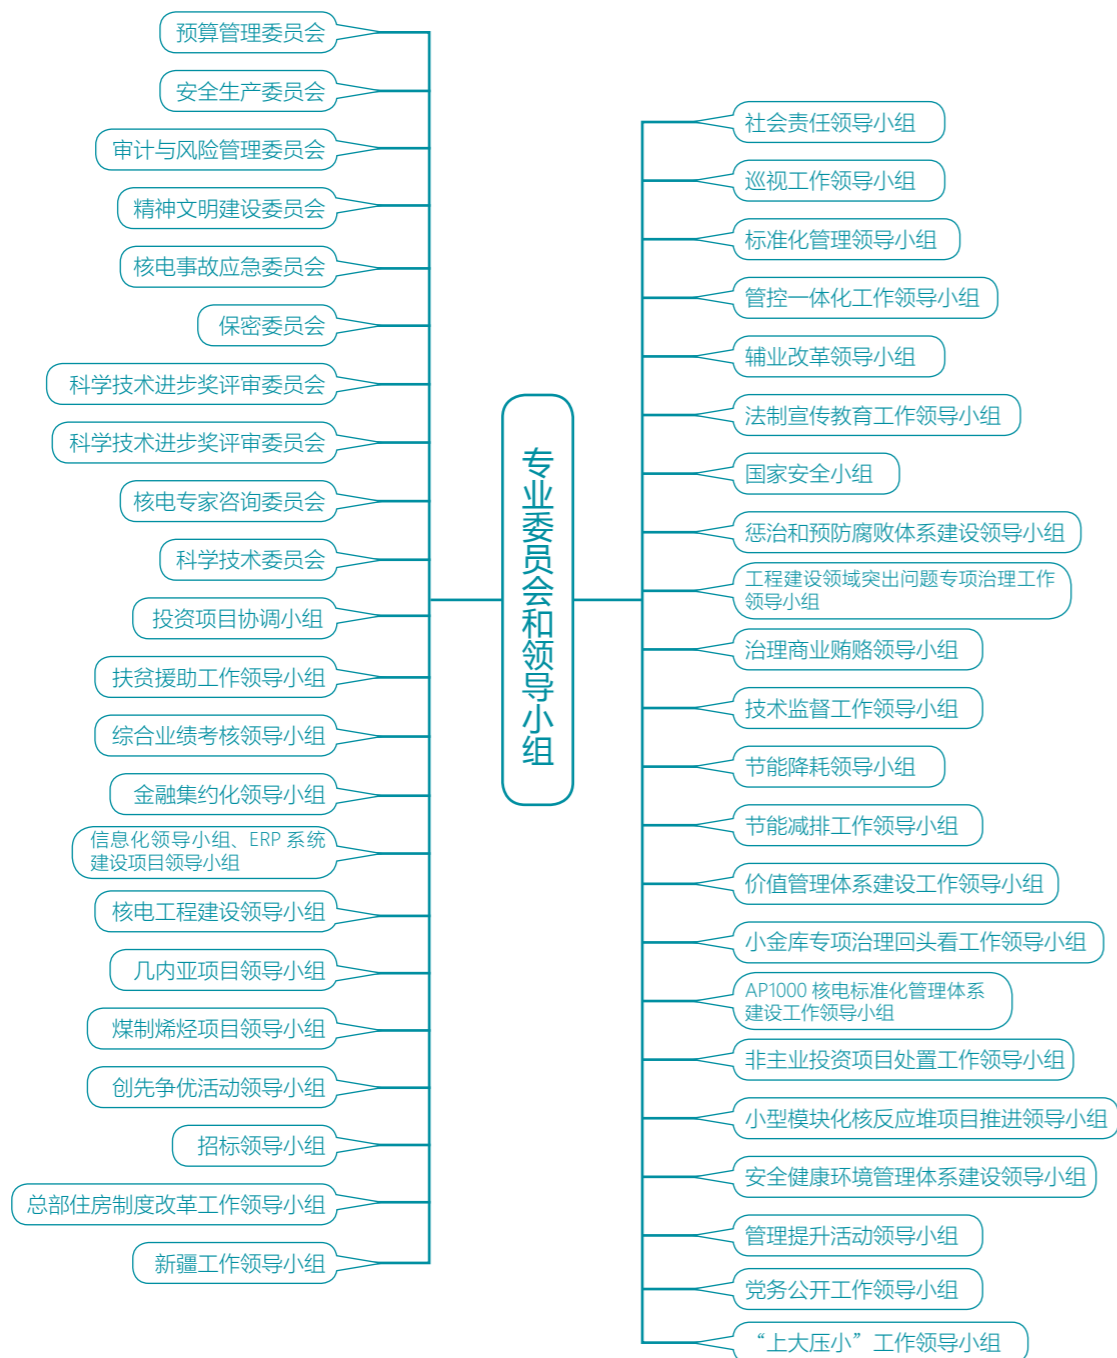 预算管理委员会
安全生产委员会
审计与风险管理委员会
精神文明建设委员会
核电事故应急委员会
保密委员会
科学技术进步奖评审委员会
科学技术进步奖评审委员会
核电专家咨询委员会
科学技术委员会
投资项目协调小组
扶贫援助工作领导小组
综合业绩考核领导小组
金融集约化领导小组
信息化领导小组、ERP 系统
建设项目领导小组
核电工程建设领导小组
几内亚项目领导小组
煤制烯烃项目领导小组
创先争优活动领导小组
招标领导小组
总部住房制度改革工作领导小组
新疆工作领导小组
专业委员会和领导小组
社会责任领导小组
巡视工作领导小组
标准化管理领导小组
管控一体化工作领导小组
辅业改革领导小组
法制宣传教育工作领导小组
国家安全小组
惩治和预防腐败体系建设领导小组
工程建设领域突出问题专项治理工作
领导小组
治理商业贿赂领导小组
技术监督工作领导小组
节能降耗领导小组
节能减排工作领导小组
价值管理体系建设工作领导小组
小金库专项治理回头看工作领导小组
AP1000 核电标准化管理体系
建设工作领导小组
非主业投资项目处置工作领导小组
小型模块化核反应堆项目推进领导小组
安全健康环境管理体系建设领导小组
管理提升活动领导小组
党务公开工作领导小组
“上大压小”工作领导小组